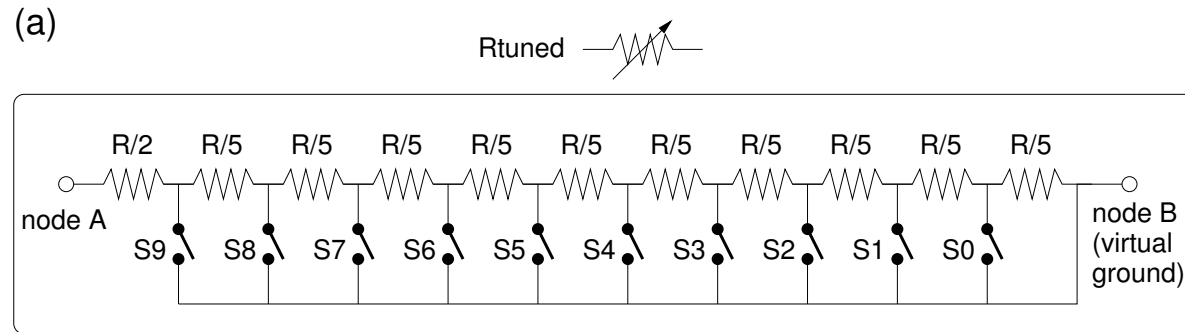 (a)
Rtuned
R/2 R/5 R/5 R/5 R/5 R/5 R/5 R/5 R/5 R/5 R/5
node A
node B
(virtual
ground)
S9 S8 S7 S6 S5 S4 S3 S2 S1 S0